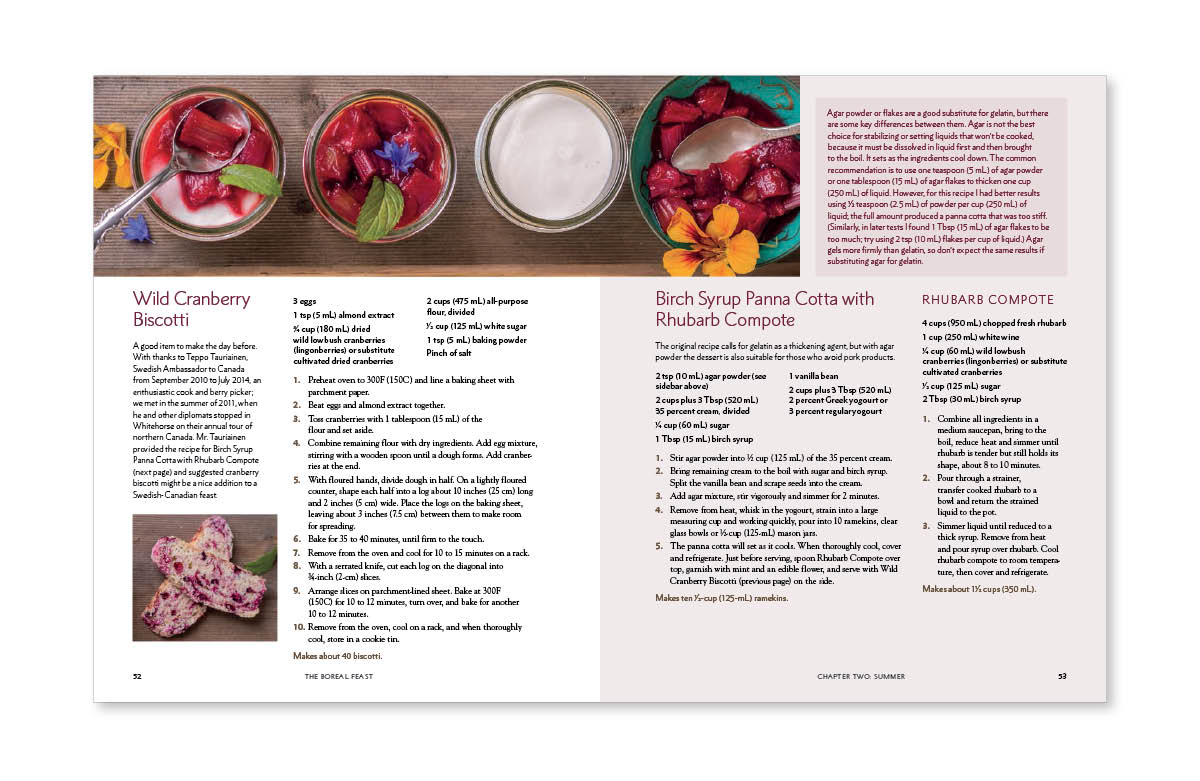 Agar powder or flakes are a good substitute for gelatin, but there
are some key differences between them. Agar is not the best
choice for stabilizing or setting liquids that won't be cooked,
because it must be dissolved in liquid first and then brought
to the boil. It sets as the ingredients cool down. The common
recommendation is to use one teaspoon (5 mL) of agar powder
or one tablespoon (15 mL) of agar flakes to thicken one cup
(250 mL) of liquid. However, for this recipe I had better results
using ½ teaspoon (2.5 mL) of powder per cup (250 mL) of
liquid; the full amount produced a panna cotta that was too stiff.
(Similarly, in later tests I found 1 Tbsp (15 mL) of agar flakes to be
too much; try using 2 tsp (10 mL) flakes per cup of liquid.) Agar
gels more firmly than gelatin, so don't expect the same results if
substituting agar for gelatin.
Wild Cranberry
Biscotti
A good item to make the day before.
With thanks to Teppo Tauriainen,
Swedish Ambassador to Canada
from September 2010 to July 2014, an
enthusiastic cook and berry picker;
we met in the summer of 2011, when
he and other diplomats stopped in
Whitehorse on their annual tour of
northern Canada. Mr. Tauriainen
provided the recipe for Birch Syrup
Panna Cotta with Rhubarb Compote
(next page) and suggested cranberry
biscotti might be a nice addition to a
Swedish-Canadian feast.
3 eggs
1 tsp (5 mL) almond extract
¾ cup (180 mL) dried
wild lowbush cranberries
(lingonberries) or substitute
cultivated dried cranberries
2 cups (475 mL) all-purpose
flour, divided
½ cup (125 mL) white sugar
1 tsp (5 mL) baking powder
Pinch of salt
1. Preheat oven to 300F (150C) and line a baking sheet with
parchment paper.
2. Beat eggs and almond extract together.
3. Toss cranberries with 1 tablespoon (15 mL) of the
flour and set aside.
4. Combine remaining flour with dry ingredients. Add egg mixture,
stirring with a wooden spoon until a dough forms. Add cranber-
ries at the end.
5. With floured hands, divide dough in half. On a lightly floured
counter, shape each half into a log about 10 inches (25 cm) long
and 2 inches (5 cm) wide. Place the logs on the baking sheet,
leaving about 3 inches (7.5 cm) between them to make room
for spreading.
6. Bake for 35 to 40 minutes, until firm to the touch.
7. Remove from the oven and cool for 10 to 15 minutes on a rack.
8. With a serrated knife, cut each log on the diagonal into
¾-inch (2-cm) slices.
9. Arrange slices on parchment-lined sheet. Bake at 300F
(150C) for 10 to 12 minutes, turn over, and bake for another
10 to 12 minutes.
10. Remove from the oven, cool on a rack, and when thoroughly
cool, store in a cookie tin.
Makes about 40 biscotti.
52
THE BOREAL FEAST
Birch Syrup Panna Cotta with
Rhubarb Compote
The original recipe calls for gelatin as a thickening agent, but with agar
powder the dessert is also suitable for those who avoid pork products.
2 tsp (10 mL) agar powder (see
sidebar above)
2 cups plus 3 Tbsp (520 mL)
35 percent cream, divided
¼ cup (60 mL) sugar
1 Tbsp (15 mL) birch syrup
1 vanilla bean
2 cups plus 3 Tbsp (520 mL)
2 percent Greek yogourt or
3 percent regular yogourt
1. Stir agar powder into ½ cup (125 mL) of the 35 percent cream.
2. Bring remaining cream to the boil with sugar and birch syrup.
Split the vanilla bean and scrape seeds into the cream.
3. Add agar mixture, stir vigorously and simmer for 2 minutes.
4. Remove from heat, whisk in the yogourt, strain into a large
measuring cup and working quickly, pour into 10 ramekins, clear
glass bowls or ½-cup (125-mL) mason jars.
5. The panna cotta will set as it cools. When thoroughly cool, cover
and refrigerate. Just before serving, spoon Rhubarb Compote over
top, garnish with mint and an edible flower, and serve with Wild
Cranberry Biscotti (previous page) on the side.
Makes ten ½-cup (125-mL) ramekins.
RHUBARB COMPOTE
4 cups (950 mL) chopped fresh rhubarb
1 cup (250 mL) white wine
¼ cup (60 mL) wild lowbush
cranberries (lingonberries) or substitute
cultivated cranberries
½ cup (125 mL) sugar
2 Tbsp (30 mL) birch syrup
1. Combine all ingredients in a
medium saucepan, bring to the
boil, reduce heat and simmer until
rhubarb is tender but still holds its
shape, about 8 to 10 minutes.
2. Pour through a strainer,
transfer cooked rhubarb to a
bowl and return the strained
liquid to the pot.
3. Simmer liquid until reduced to a
thick syrup. Remove from heat
and pour syrup over rhubarb. Cool
rhubarb compote to room tempera-
ture, then cover and refrigerate.
Makes about 1½ cups (350 mL).
CHAPTER TWO: SUMMER
53